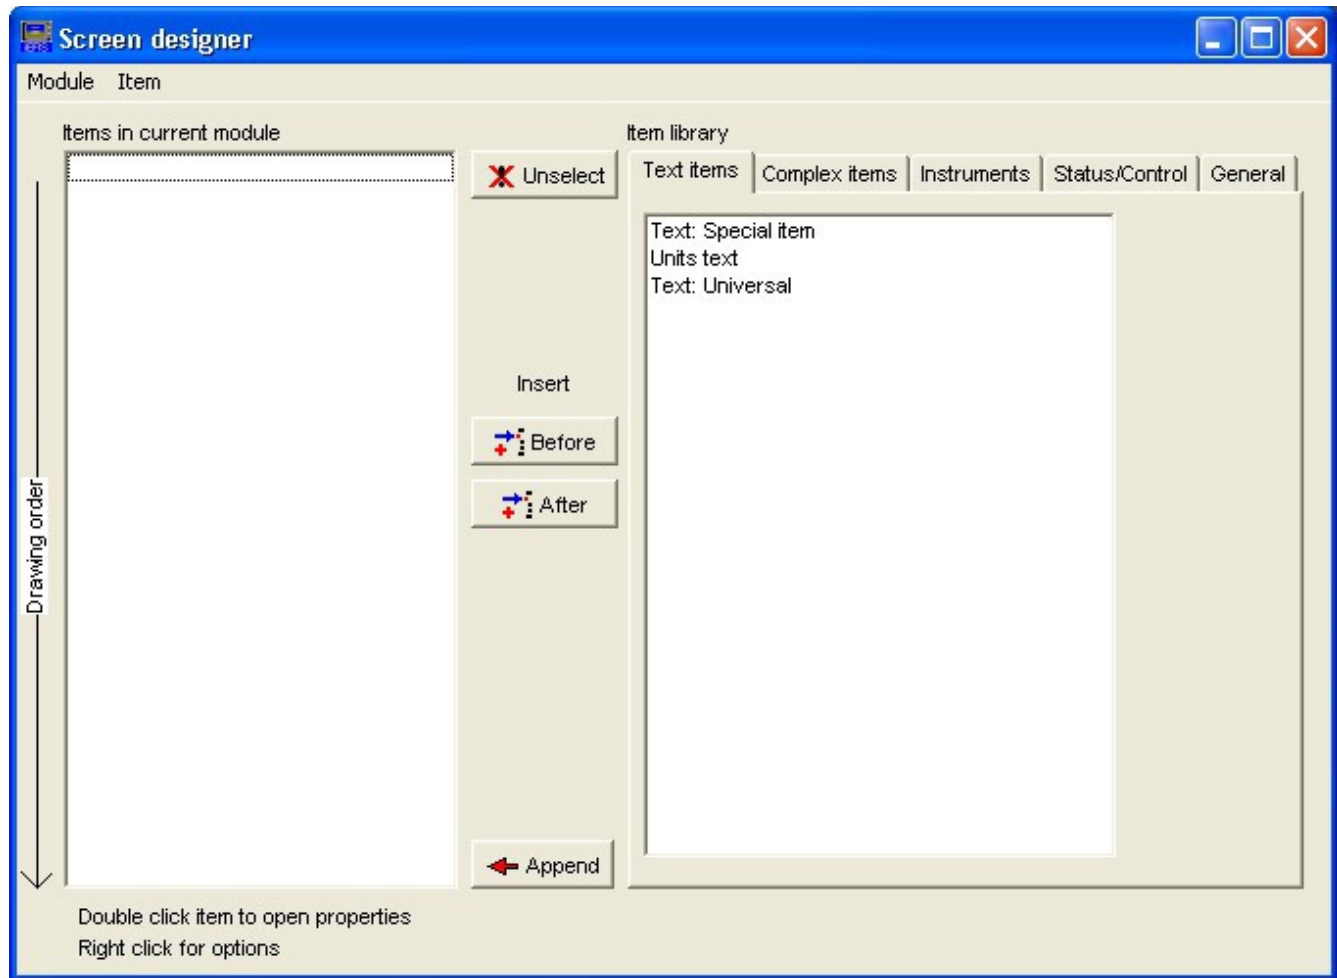 Screen designer
Module Item
Items in current module
Item library
Unselect
Text items Complex items Instruments Status/Control General
Text: Special item
Units text
Text: Universal
Insert
Before
After
Drawing order
Append
Double click item to open properties
Right click for options